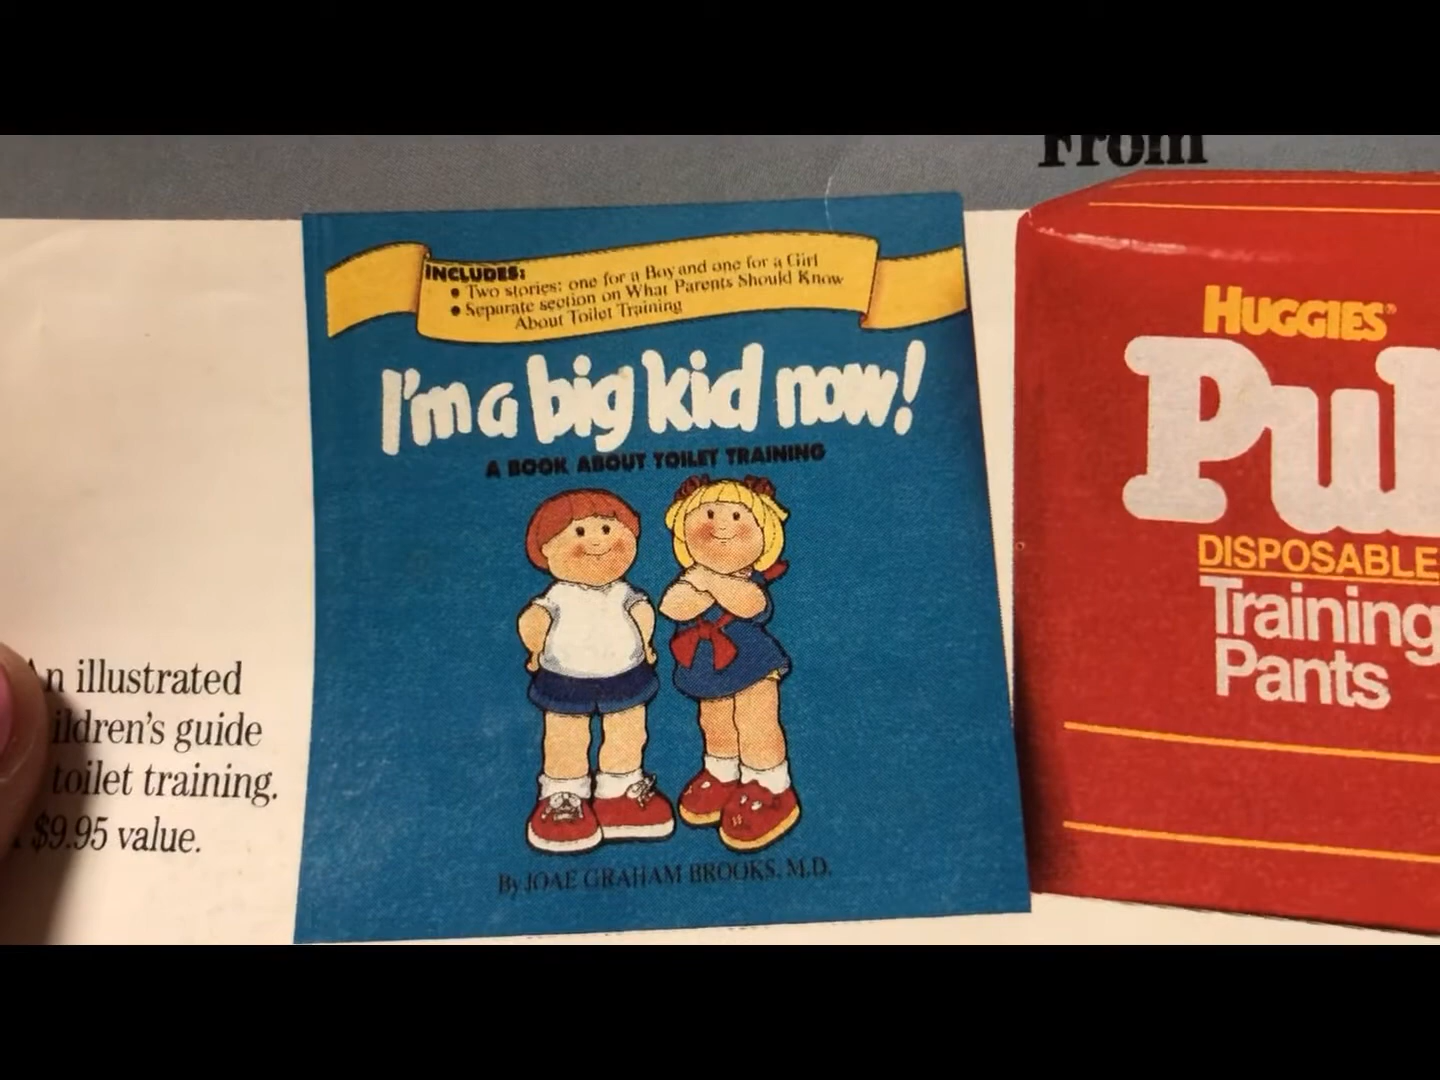 From
INCLUDES:
• Two stories: one for a Boy and one for a Girl
• Separate section on What Parents Should Know
About Toilet Training
I'm a big kid now!
A BOOK ABOUT TOILET TRAINING
By JOAE GRAHAM BROOKS, M.D.
n illustrated
ildren's guide
toilet training.
$9.95 value.
HUGGIES®
Pul
DISPOSABLE
Training
Pants